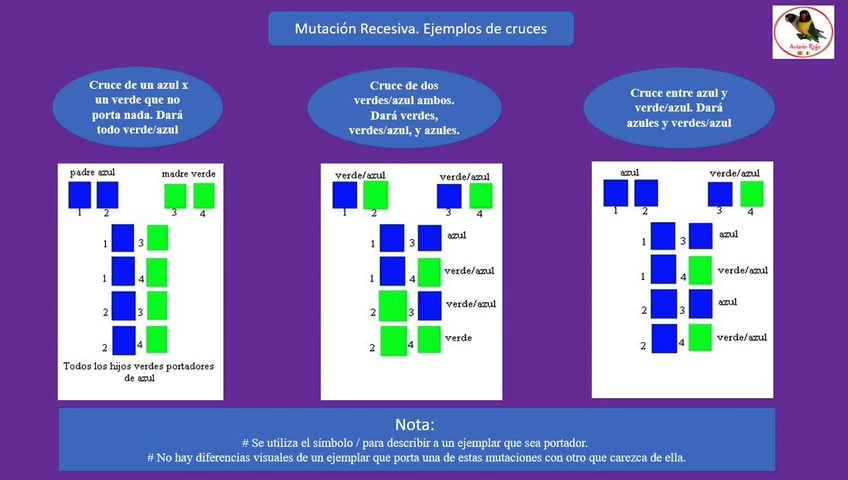 Mutación Recesiva. Ejemplos de cruces
Aviario Rojo
Cruce de un azul x
un verde que no
porta nada. Dará
todo verde/azul
Cruce de dos
verdes/azul ambos.
Dará verdes,
verdes/azul, y azules.
Cruce entre azul y
verde/azul. Dará
azules y verdes/azul
padre azul madre verde
1 2 3 4
1 3
1 4
2 3
2 4
Todos los hijos verdes portadores
de azul
verde/azul verde/azul
1 2 3 4
1 3 azul
1 4 verde/azul
2 3 verde/azul
2 4 verde
azul verde/azul
1 2 3 4
1 3 azul
1 4 verde/azul
2 3 azul
2 4 verde/azul
Nota:
# Se utiliza el símbolo / para describir a un ejemplar que sea portador.
# No hay diferencias visuales de un ejemplar que porta una de estas mutaciones con otro que carezca de ella.